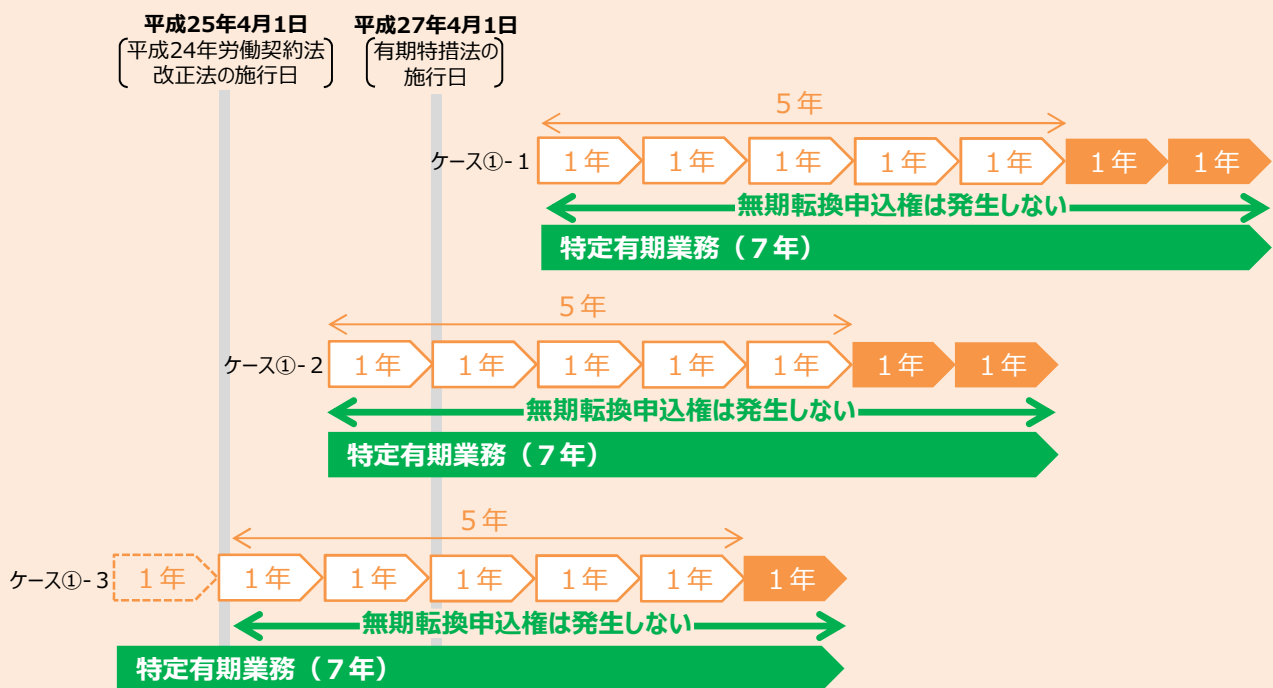 平成25年4月1日
平成24年労働契約法
改正法の施行日
平成27年4月1日
有期特措法の
施行日
5年
ケース①-1 1年 1年 1年 1年 1年 1年 1年
無期転換申込権は発生しない
特定有期業務（７年）
5年
ケース①-2 1年 1年 1年 1年 1年 1年 1年
無期転換申込権は発生しない
特定有期業務（７年）
5年
ケース①-3 1年 1年 1年 1年 1年 1年 1年
無期転換申込権は発生しない
特定有期業務（７年）